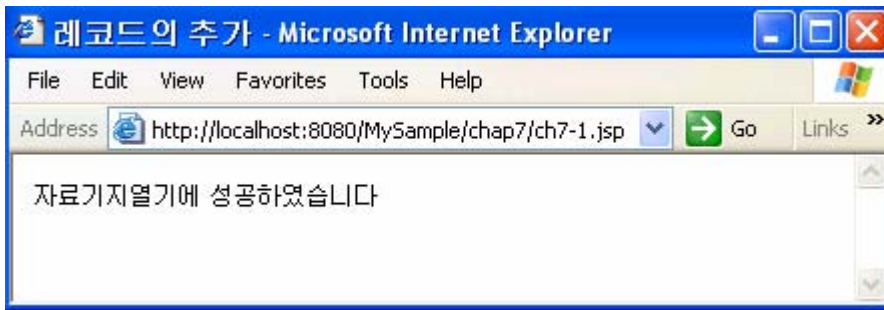 레코드의 추가 - Microsoft Internet Explorer
File Edit View Favorites Tools Help
Address http://localhost:8080/MySample/chap7/ch7-1.jsp Go Links »
자료기지열기에 성공하였습니다